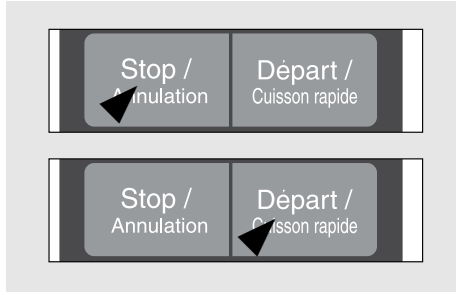 Stop /
Annulation
Départ /
Cuisson rapide
Stop /
Annulation
Départ /
Cuisson rapide